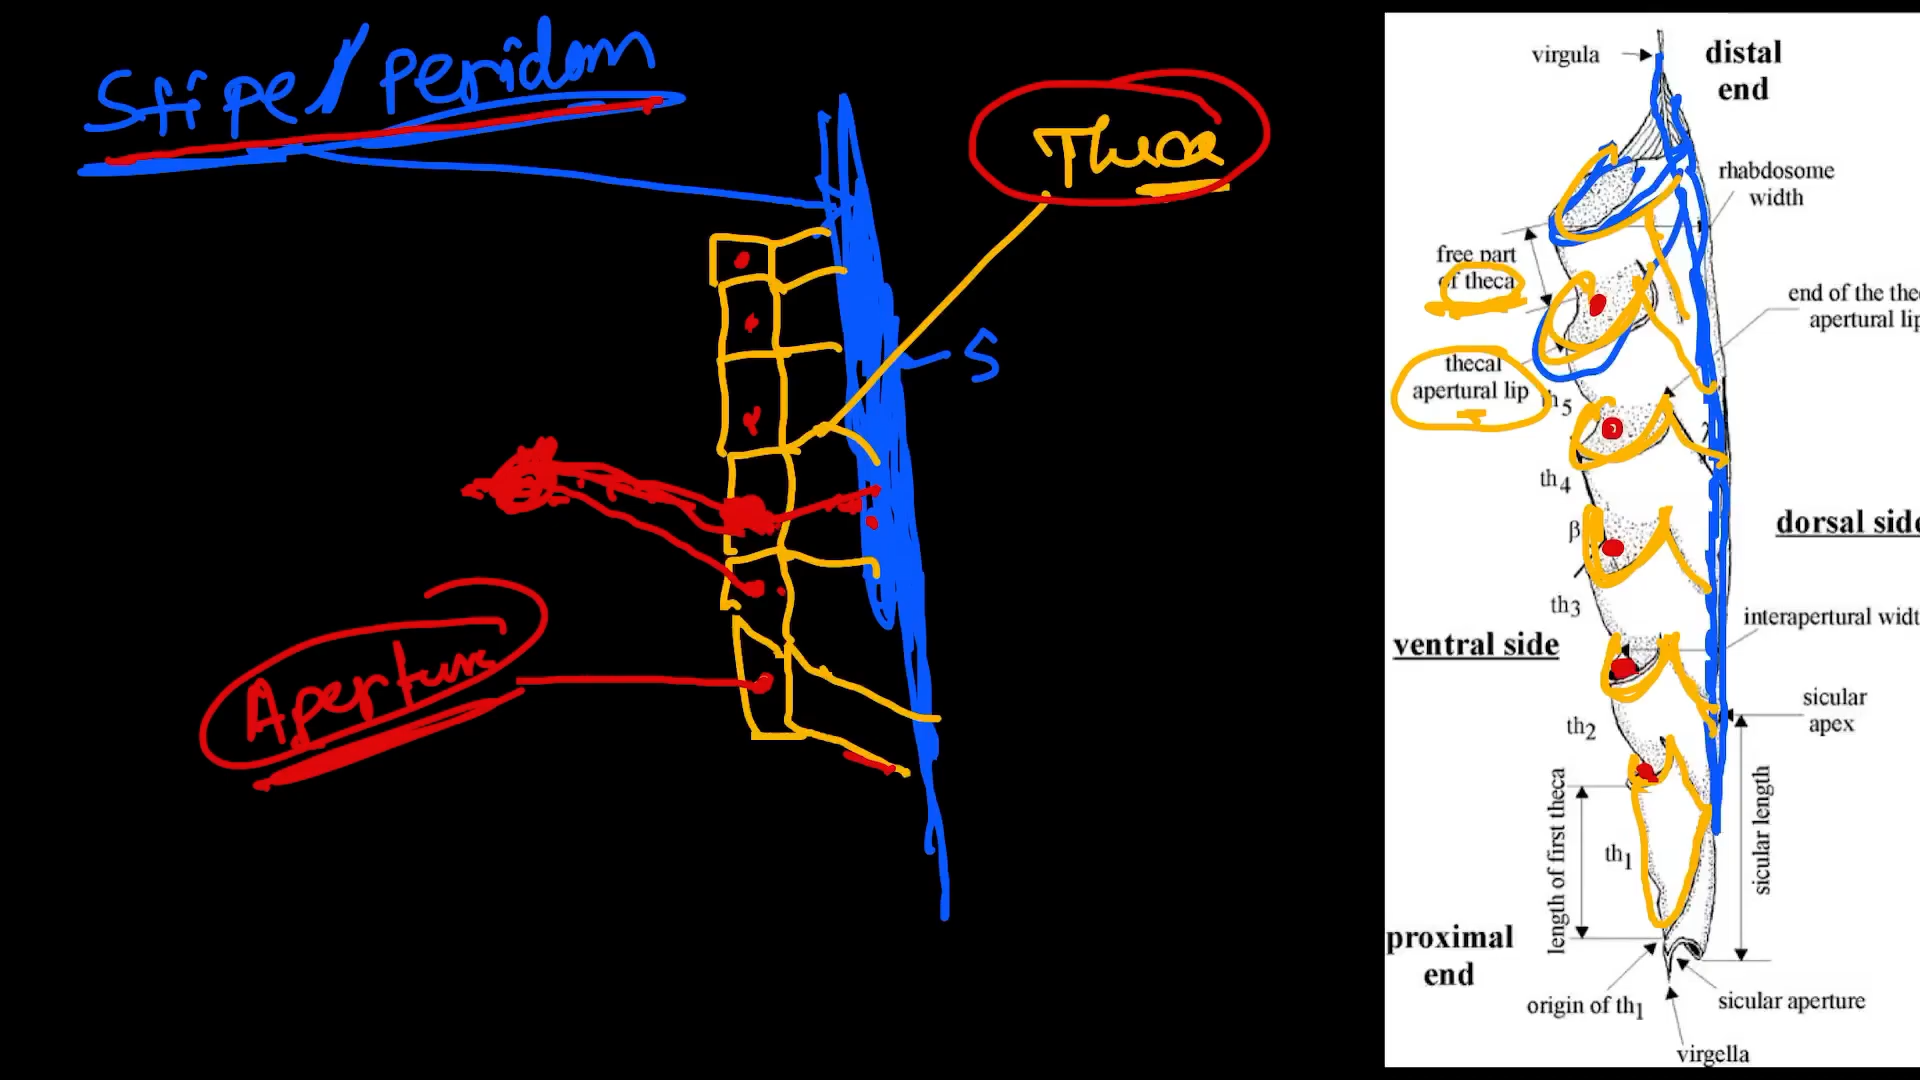 Stipe/Peridom
Theca
S
Aperture
virgula
distal
end
rhabdosome
width
free part
of theca
end of the thec
apertural lip
thecal
apertural lip
th5
th4
β
dorsal side
th3
interapertural widt
ventral side
sicular
apex
th2
length of first theca
sicular length
th1
proximal
end
origin of th1
sicular aperture
virgella